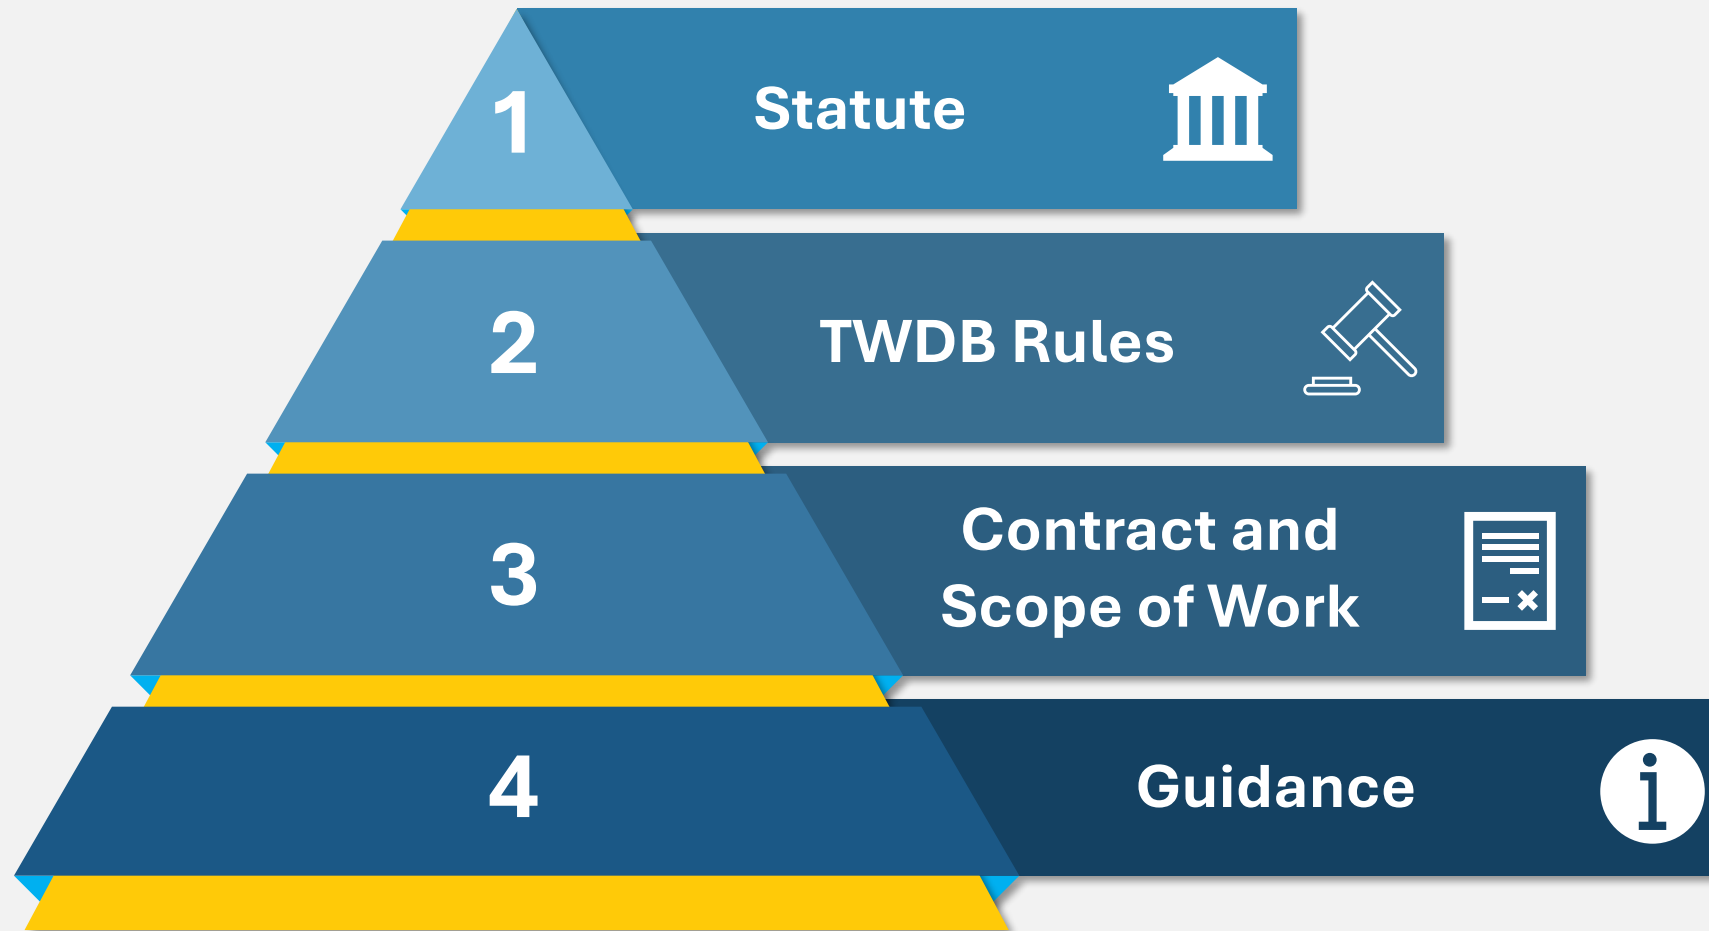 1
Statute
2
TWDB Rules
3
Contract and
Scope of Work
4
Guidance